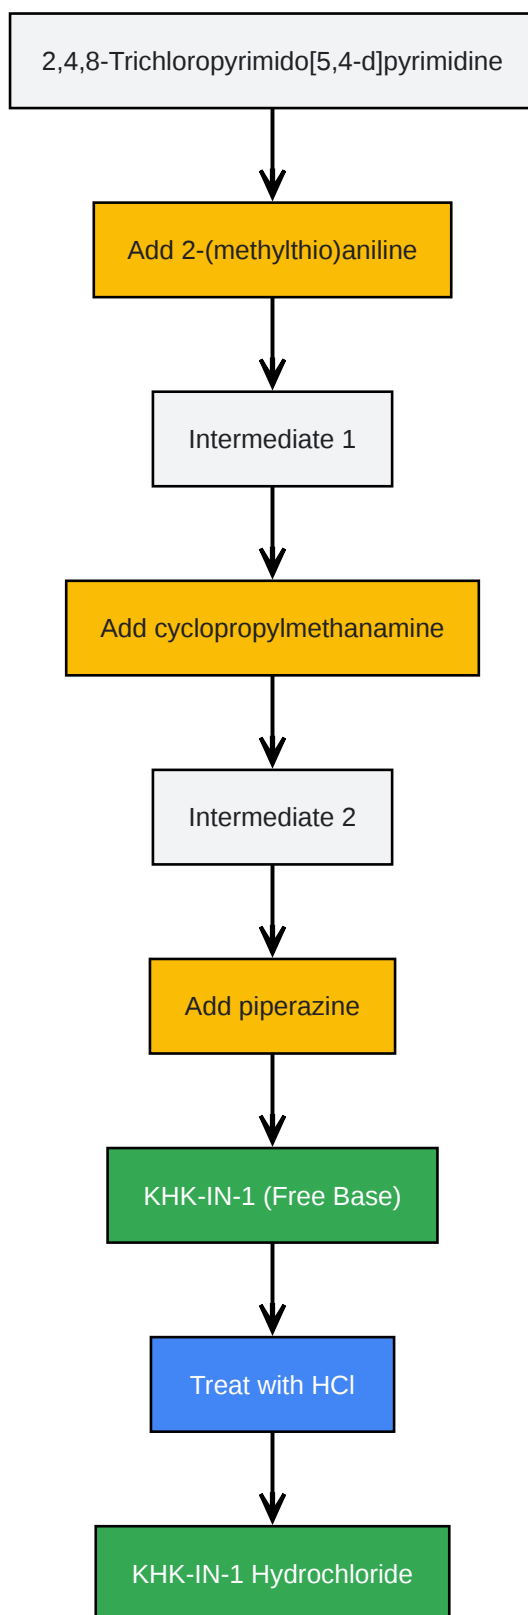 2,4,8-Trichloropyrimido[5,4-d]pyrimidine
Add 2-(methylthio)aniline
Intermediate 1
Add cyclopropylmethanamine
Intermediate 2
Add piperazine
KHK-IN-1 (Free Base)
Treat with HCl
KHK-IN-1 Hydrochloride